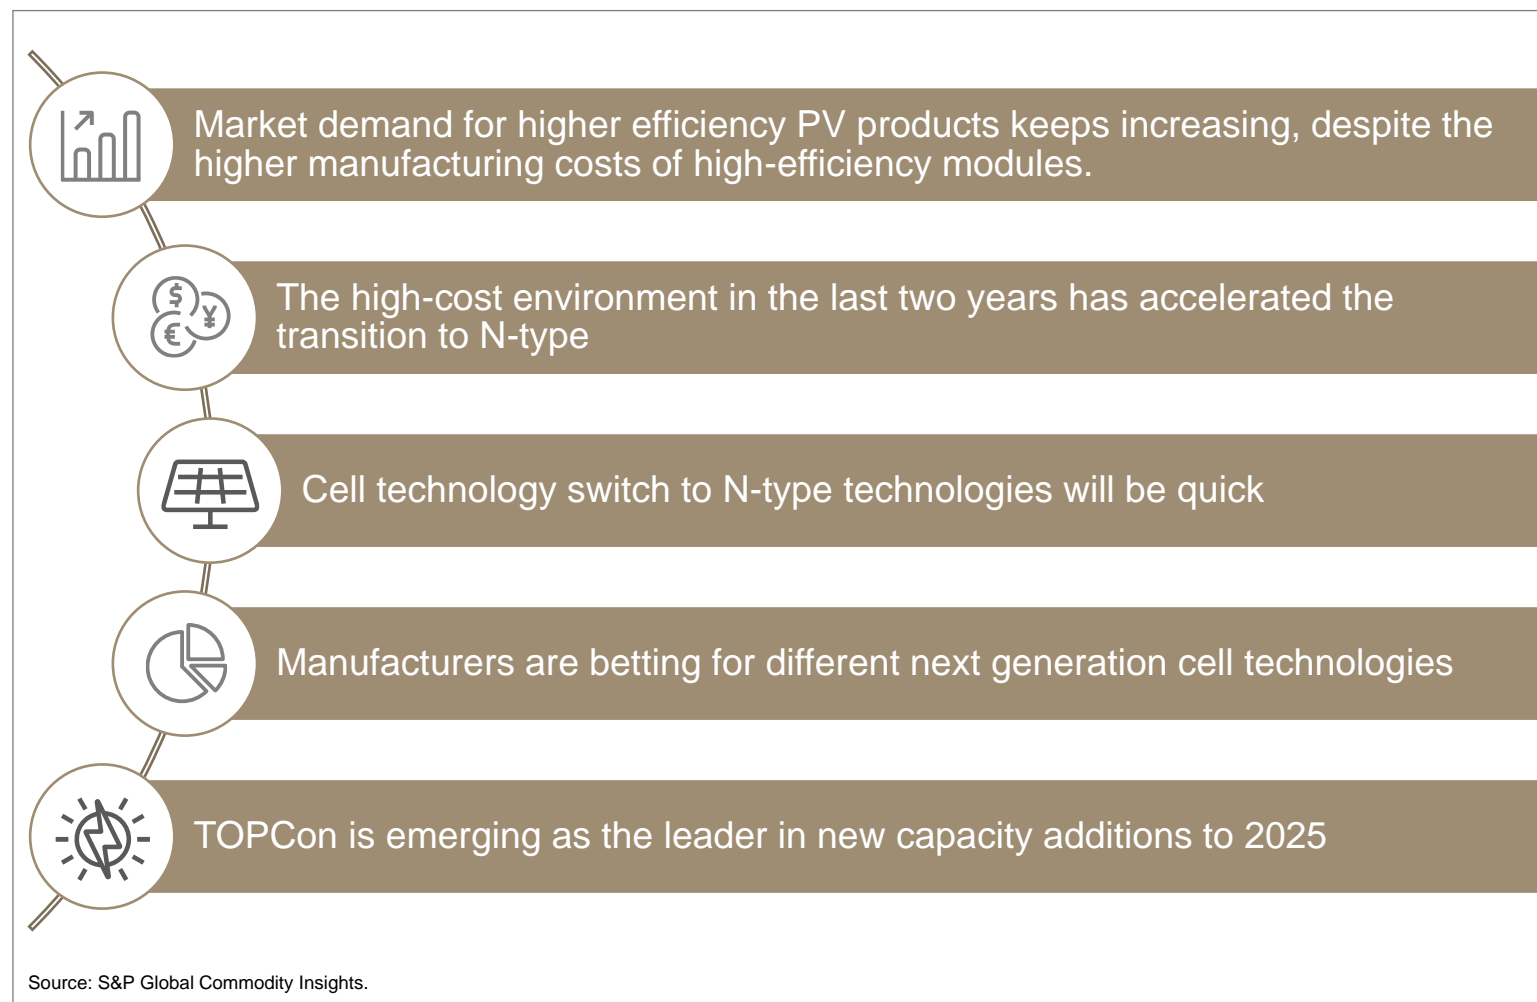 Market demand for higher efficiency PV products keeps increasing, despite the
higher manufacturing costs of high-efficiency modules.
$
¥
€
The high-cost environment in the last two years has accelerated the
transition to N-type
Cell technology switch to N-type technologies will be quick
Manufacturers are betting for different next generation cell technologies
TOPCon is emerging as the leader in new capacity additions to 2025
Source: S&P Global Commodity Insights.